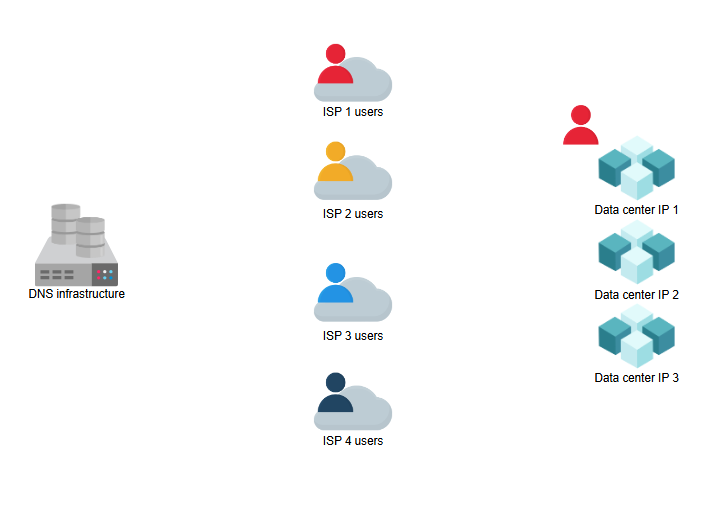 ISP 1 users
ISP 2 users
ISP 3 users
ISP 4 users
DNS infrastructure
Data center IP 1
Data center IP 2
Data center IP 3